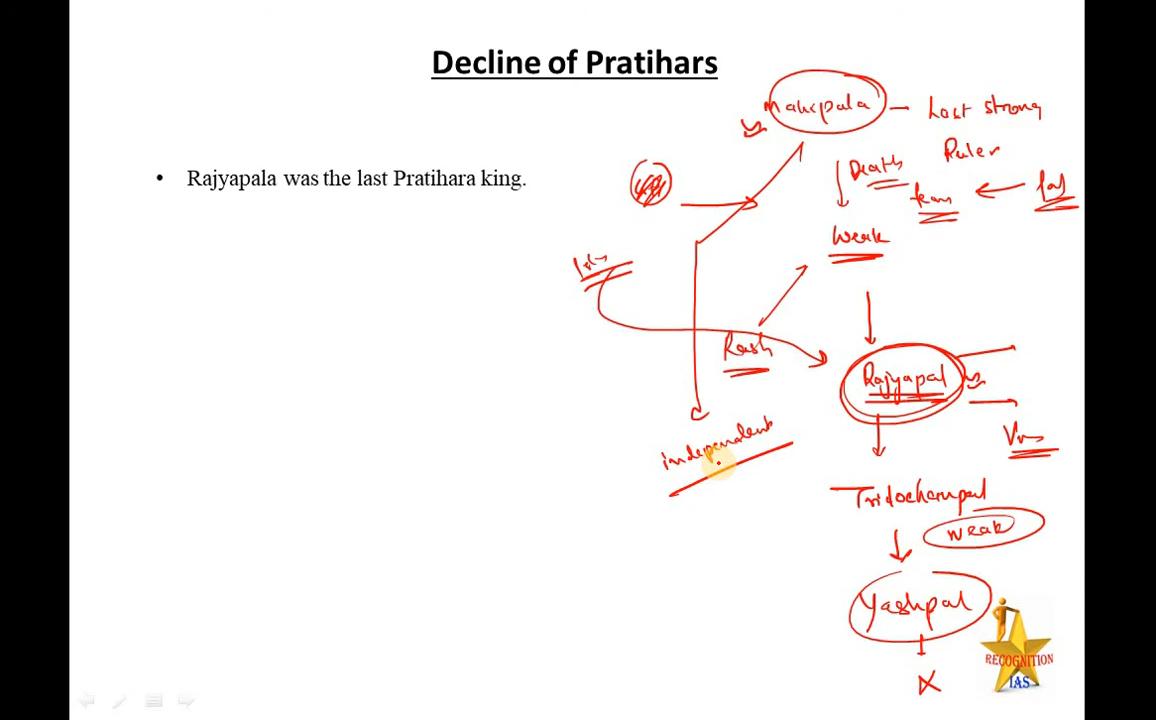 Decline of Pratihars
Mahipala – Last strong
Ruler
• Rajyapala was the last Pratihara king.
Death
Weak
Rash
Rajyapal
independent
Trilochanpal
weak
Yashpal
X
RECOGNITION
IAS